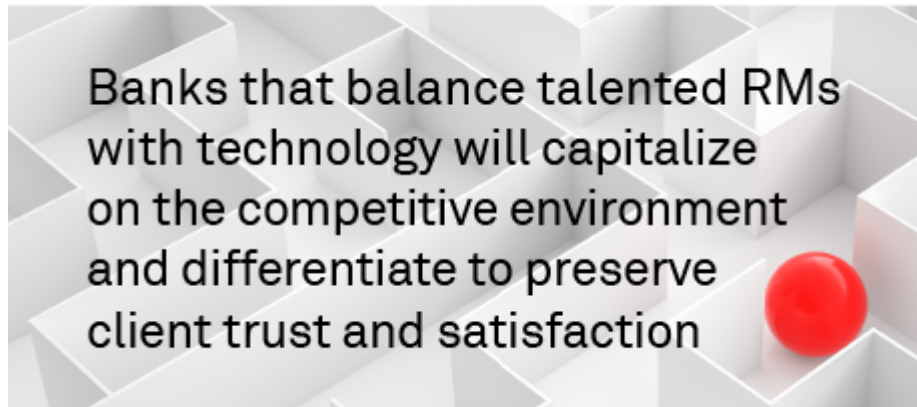 Banks that balance talented RMs
with technology will capitalize
on the competitive environment
and differentiate to preserve
client trust and satisfaction